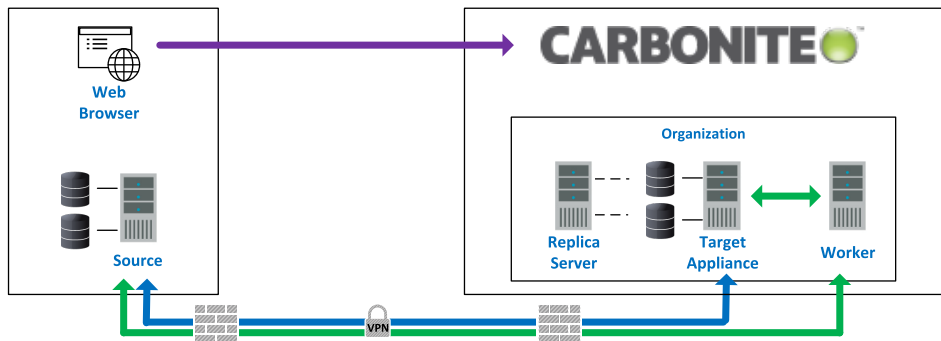 CARBONITE
Web
Browser
Organization
Source
Replica
Server
Target
Appliance
Worker
VPN